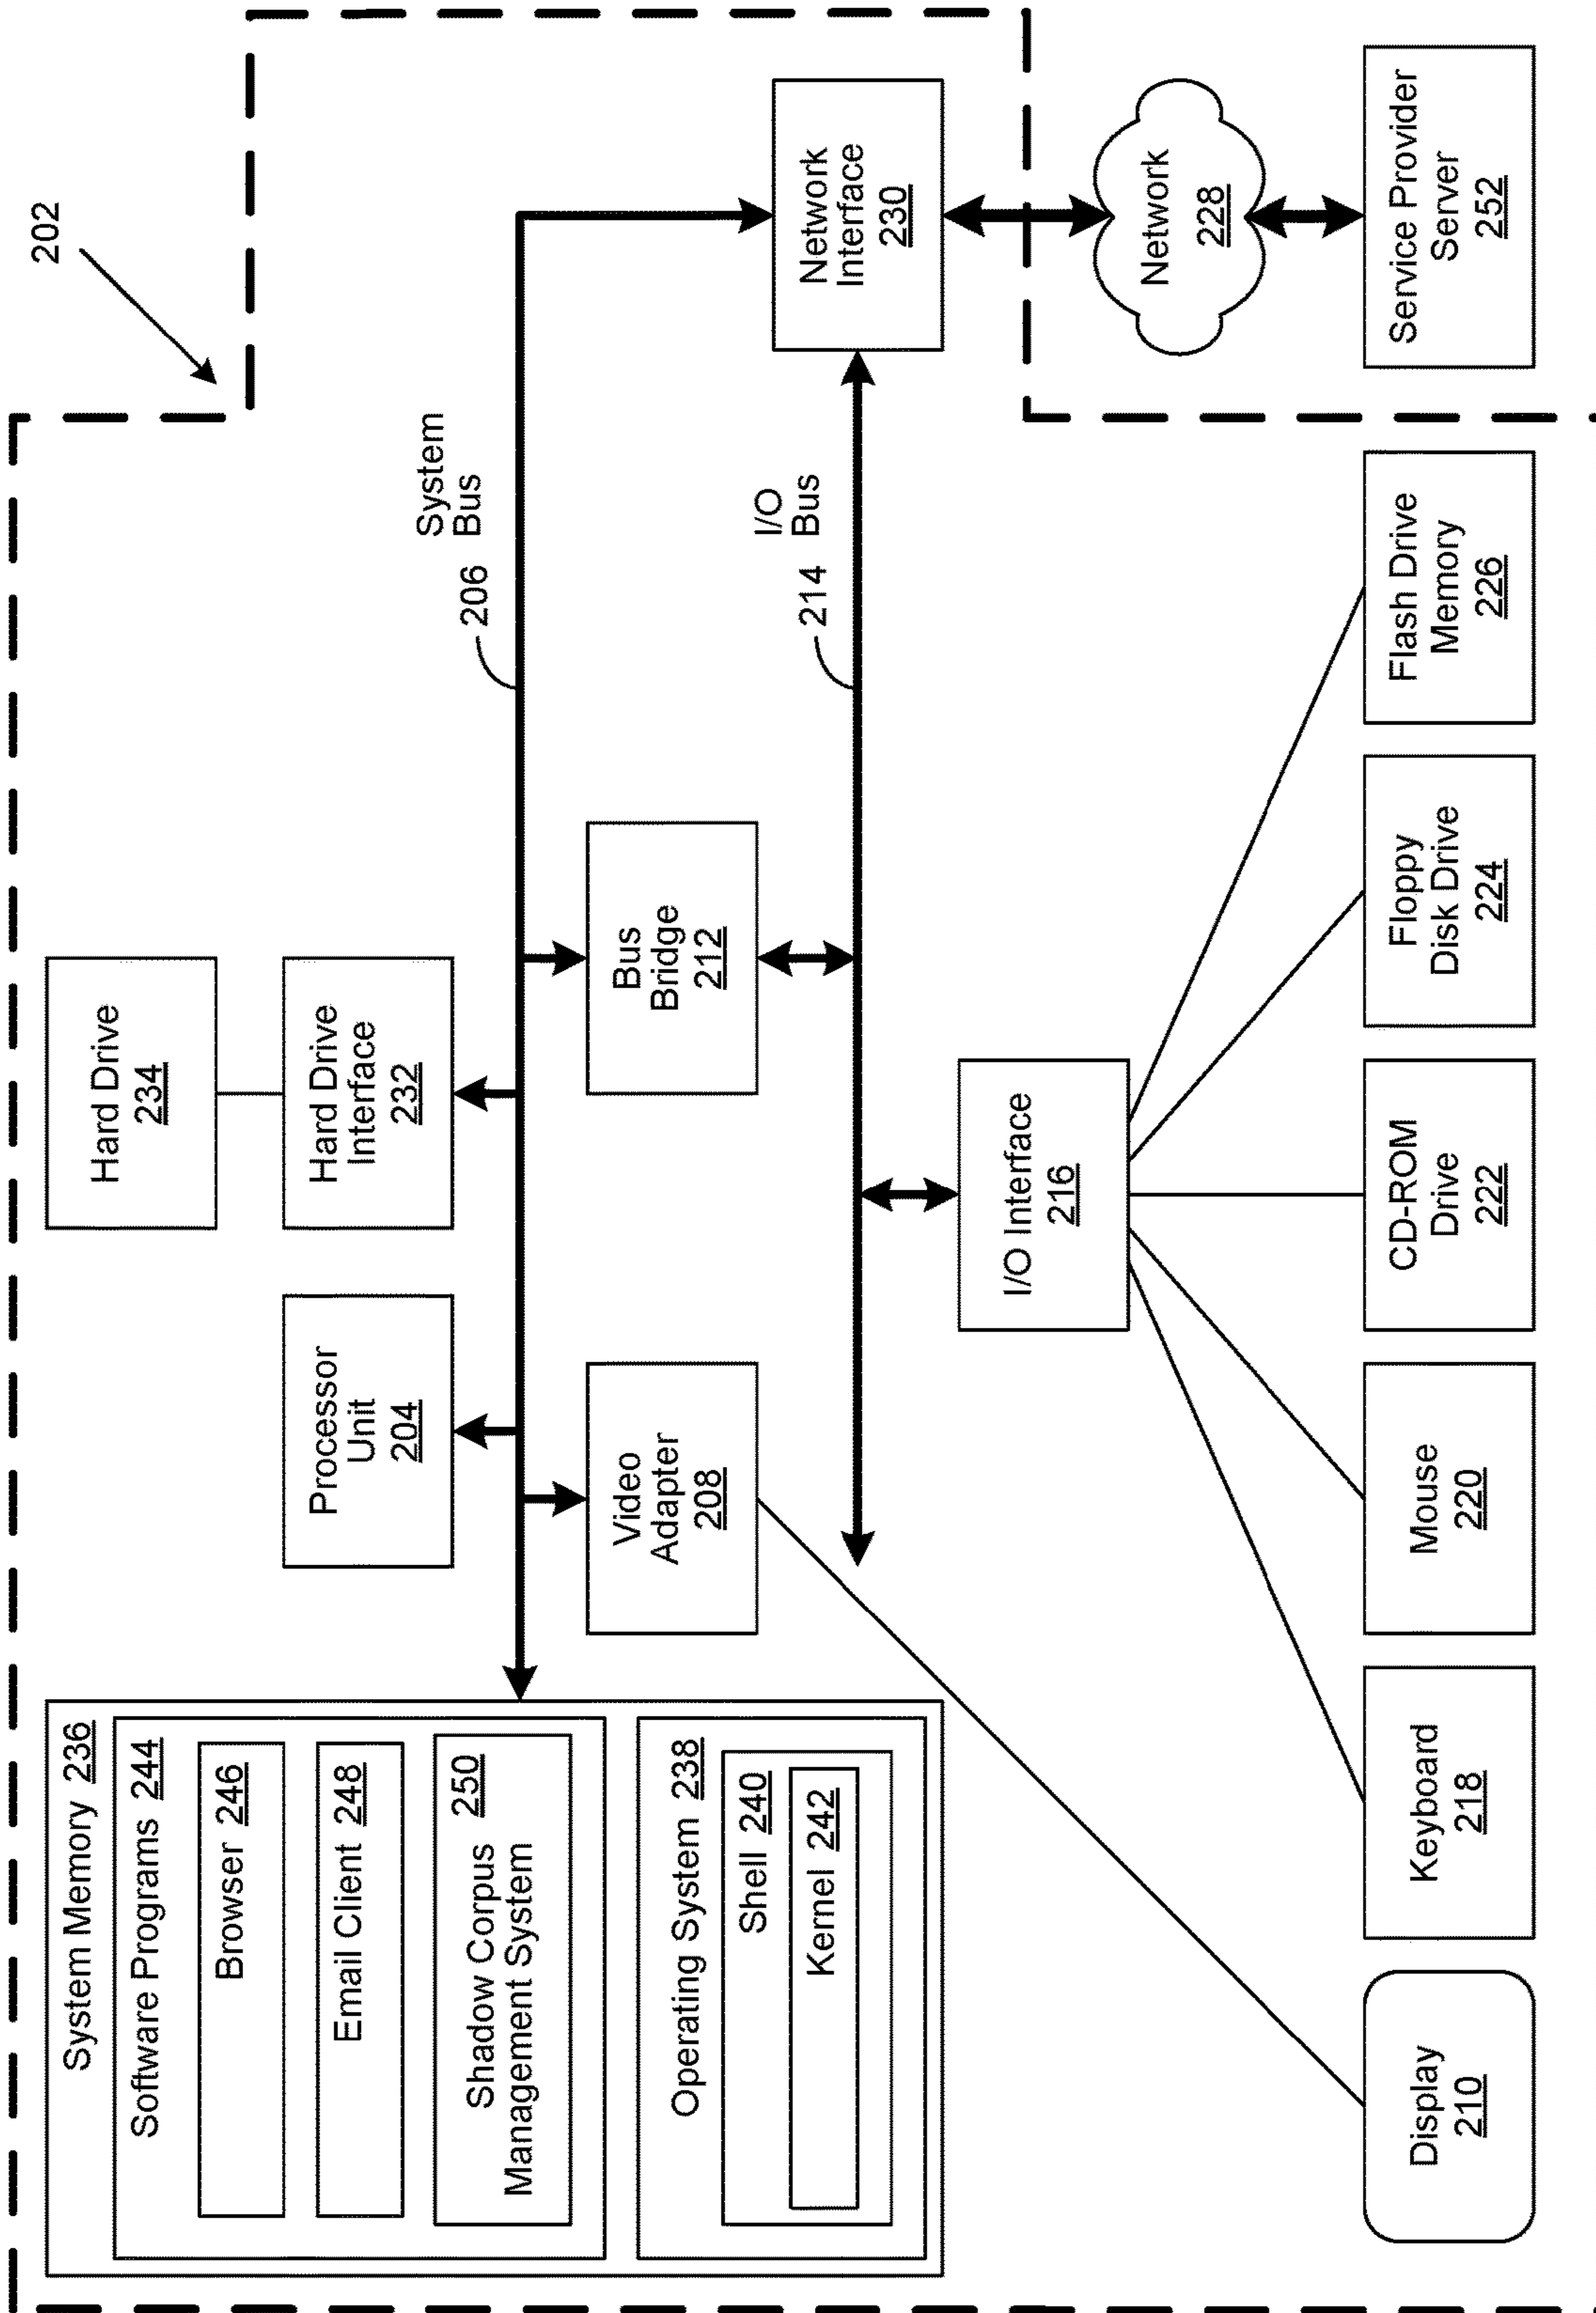 202
System Memory 236
Software Programs 244
Browser 246
Email Client 248
Shadow Corpus
Management System
250
Operating System 238
Shell 240
Kernel 242
Processor
Unit
204
Hard Drive
234
Hard Drive
Interface
232
System
Bus
206
Video
Adapter
208
Bus
Bridge
212
I/O
Bus
214
Network
Interface
230
I/O Interface
216
Network
228
Display
210
Keyboard
218
Mouse
220
CD-ROM
Drive
222
Floppy
Disk Drive
224
Flash Drive
Memory
226
Service Provider
Server
252